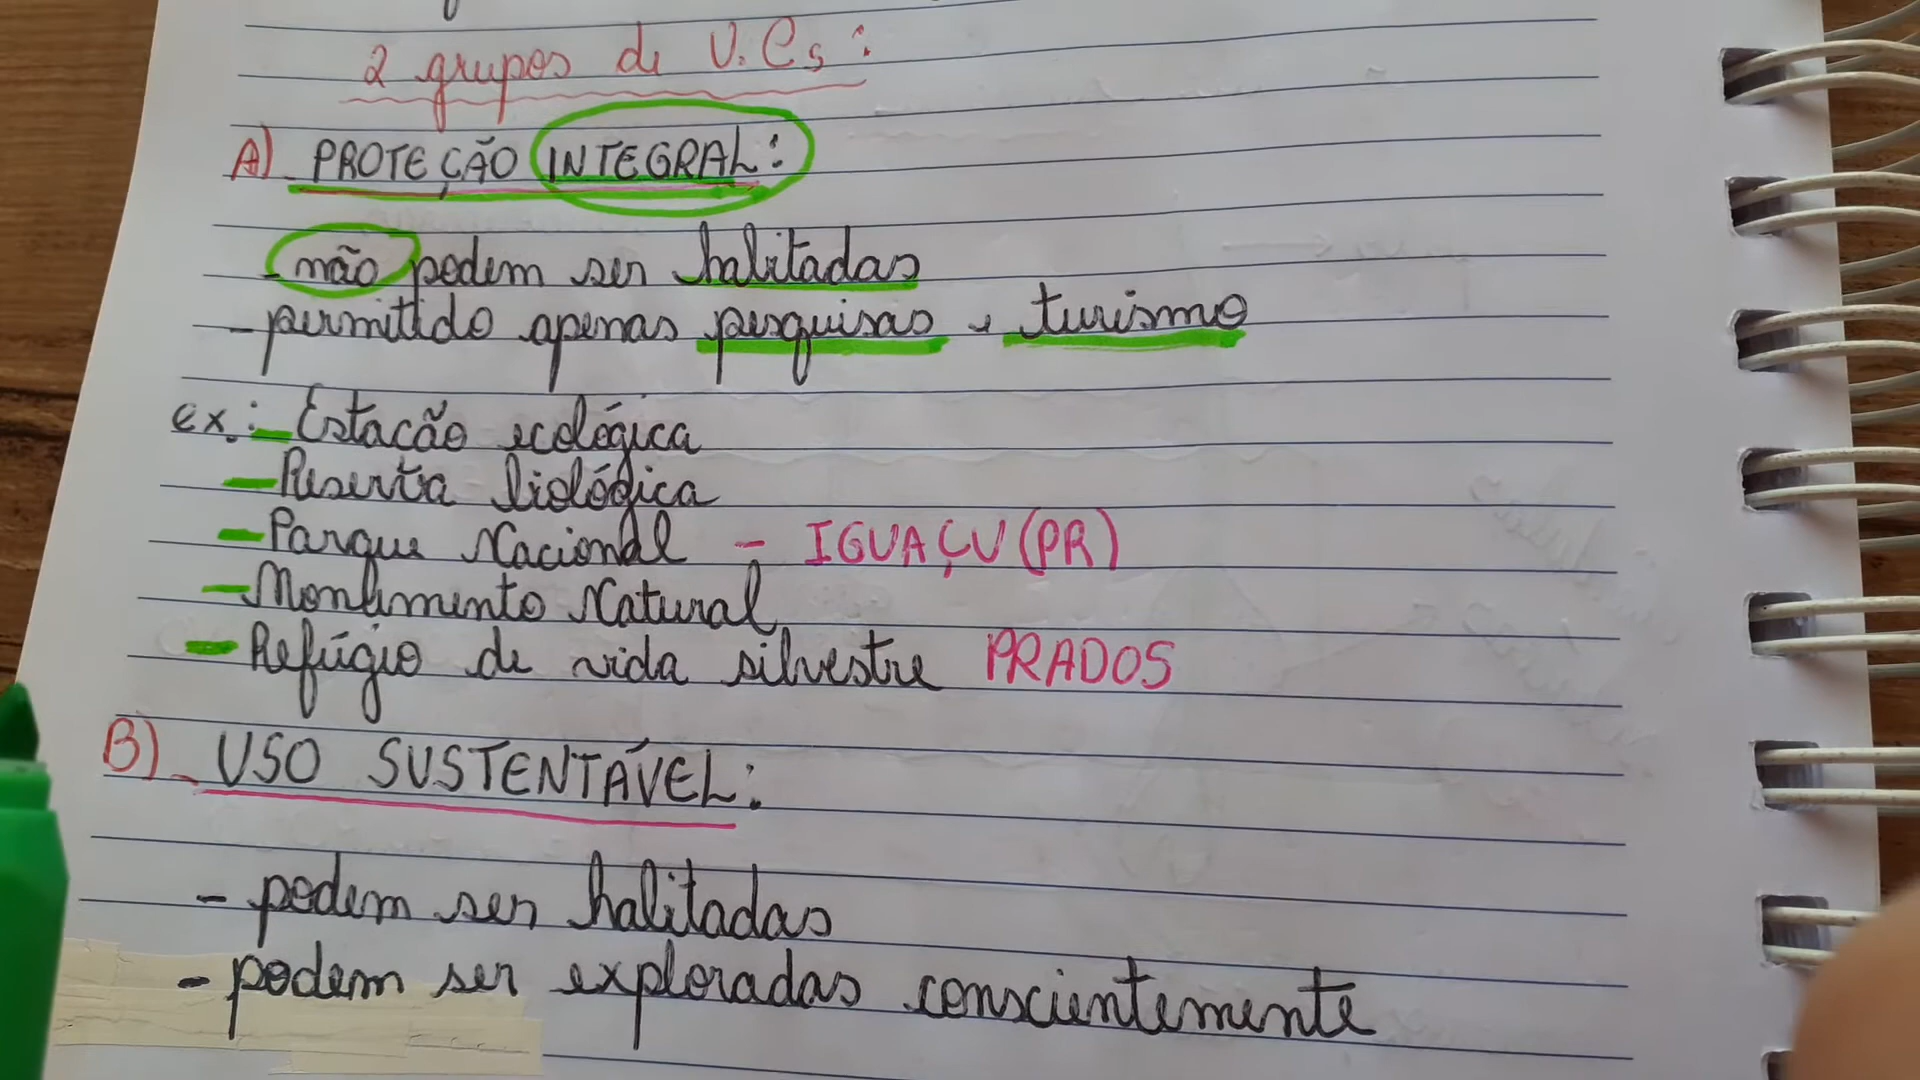 2 grupos de U.Cs:
A) PROTEÇÃO INTEGRAL:
- não podem ser habitadas
- permitido apenas pesquisas e turismo
ex.: - Estacão ecológica
- Reserva biológica
- Parque Nacional - IGUAÇU (PR)
- Monumento Natural
- Refúgio de vida silvestre PRADOS
B) USO SUSTENTÁVEL:
- podem ser habitadas
- podem ser exploradas conscientemente